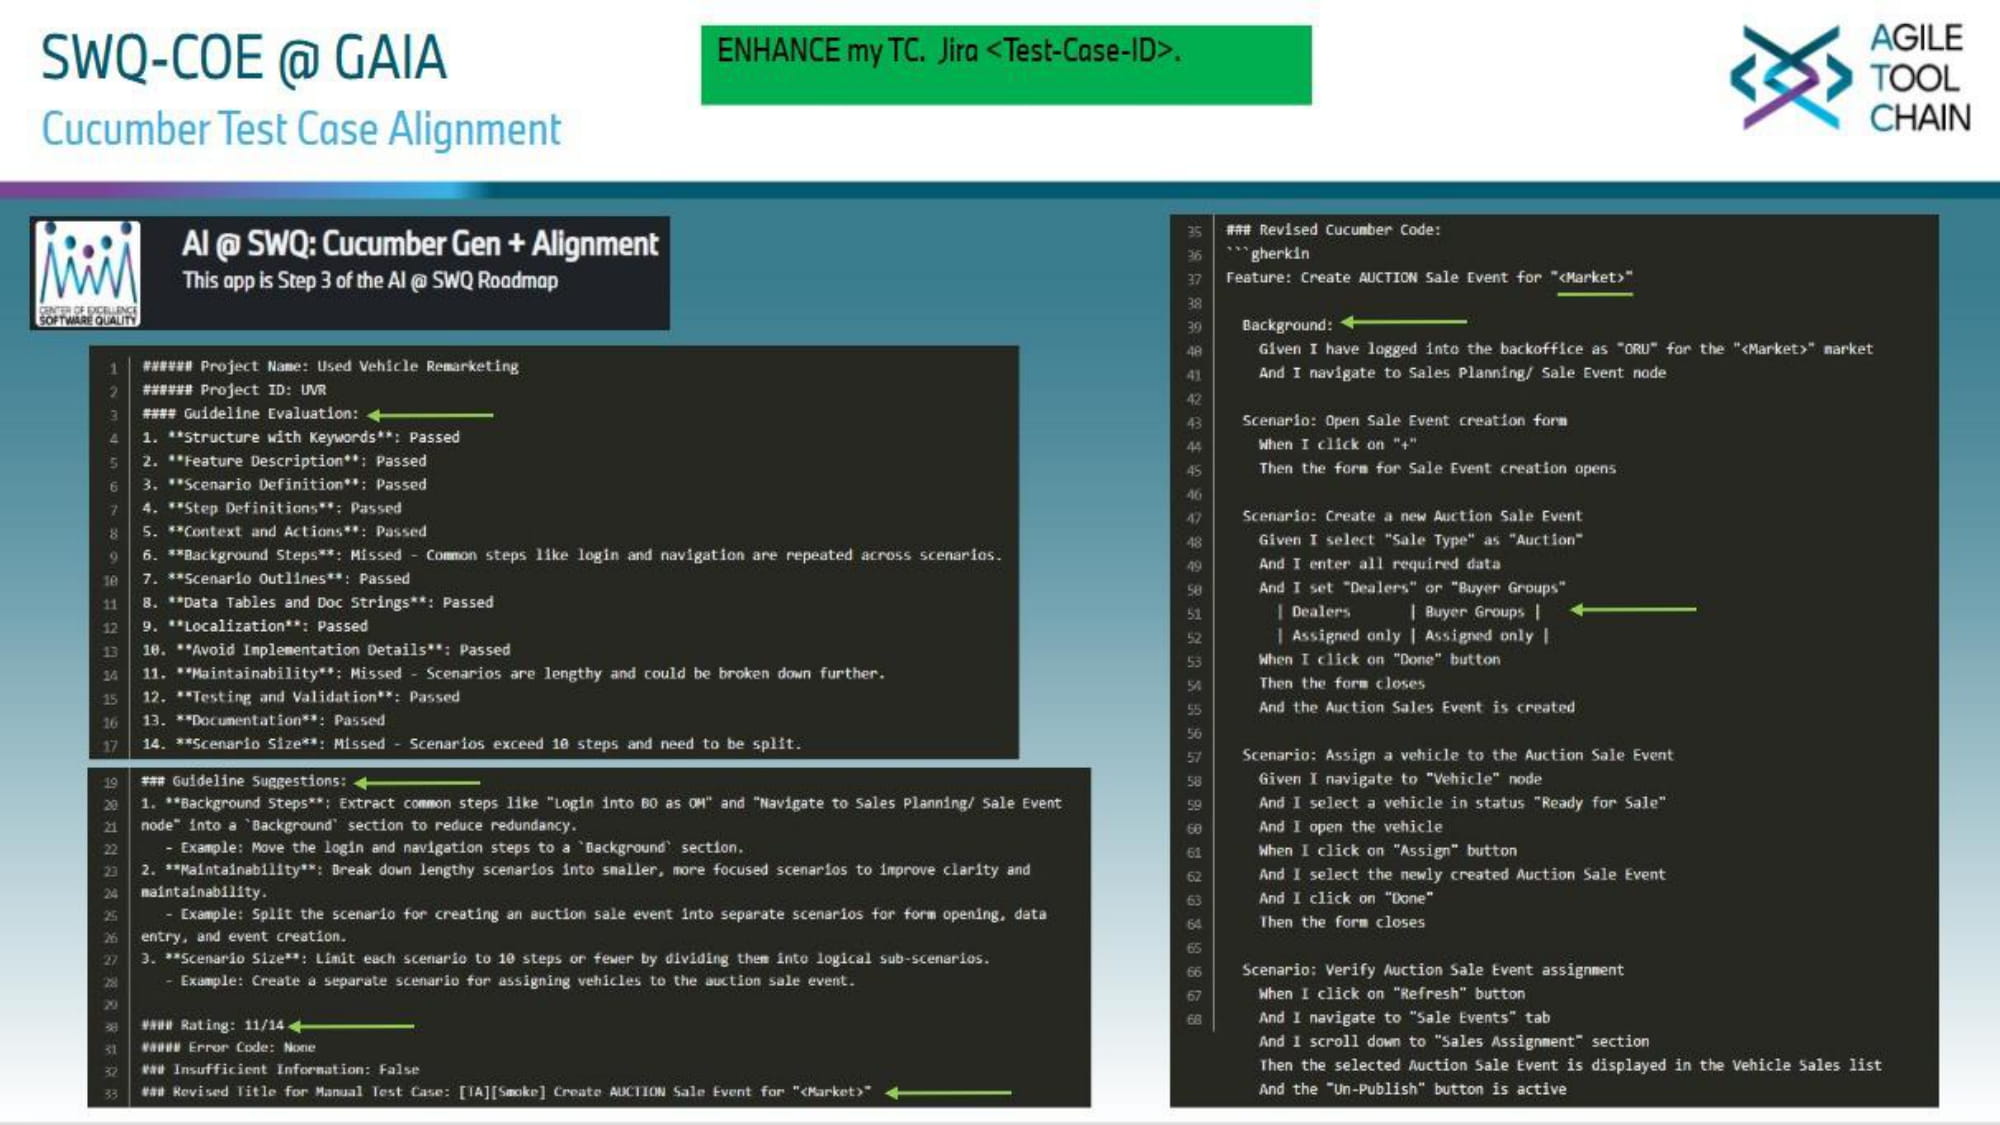 SWQ-COE @ GAIA
Cucumber Test Case Alignment
ENHANCE my TC.  Jira <Test-Case-ID>.
AGILE
TOOL
CHAIN
CENTER OF EXCELLENCE
SOFTWARE QUALITY
AI @ SWQ: Cucumber Gen + Alignment
This app is Step 3 of the AI @ SWQ Roadmap
1 ###### Project Name: Used Vehicle Remarketing
2 ###### Project ID: UVR
3 #### Guideline Evaluation:
4 1. **Structure with Keywords**: Passed
5 2. **Feature Description**: Passed
6 3. **Scenario Definition**: Passed
7 4. **Step Definitions**: Passed
8 5. **Context and Actions**: Passed
9 6. **Background Steps**: Missed - Common steps like login and navigation are repeated across scenarios.
10 7. **Scenario Outlines**: Passed
11 8. **Data Tables and Doc Strings**: Passed
12 9. **Localization**: Passed
13 10. **Avoid Implementation Details**: Passed
14 11. **Maintainability**: Missed - Scenarios are lengthy and could be broken down further.
15 12. **Testing and Validation**: Passed
16 13. **Documentation**: Passed
17 14. **Scenario Size**: Missed - Scenarios exceed 10 steps and need to be split.
19 ### Guideline Suggestions:
20 1. **Background Steps**: Extract common steps like "Login into BO as OM" and "Navigate to Sales Planning/ Sale Event
21 node" into a `Background` section to reduce redundancy.
22 - Example: Move the login and navigation steps to a `Background` section.
23 2. **Maintainability**: Break down lengthy scenarios into smaller, more focused scenarios to improve clarity and
24 maintainability.
25 - Example: Split the scenario for creating an auction sale event into separate scenarios for form opening, data
26 entry, and event creation.
27 3. **Scenario Size**: Limit each scenario to 10 steps or fewer by dividing them into logical sub-scenarios.
28 - Example: Create a separate scenario for assigning vehicles to the auction sale event.
29
30 #### Rating: 11/14
31 ##### Error Code: None
32 ### Insufficient Information: False
33 ### Revised Title for Manual Test Case: [TA][Smoke] Create AUCTION Sale Event for "<Market>"
35 ### Revised Cucumber Code:
36 ```gherkin
37 Feature: Create AUCTION Sale Event for "<Market>"
38
39 Background:
40 Given I have logged into the backoffice as "ORU" for the "<Market>" market
41 And I navigate to Sales Planning/ Sale Event node
42
43 Scenario: Open Sale Event creation form
44 When I click on "+"
45 Then the form for Sale Event creation opens
46
47 Scenario: Create a new Auction Sale Event
48 Given I select "Sale Type" as "Auction"
49 And I enter all required data
50 And I set "Dealers" or "Buyer Groups"
51 | Dealers | Buyer Groups |
52 | Assigned only | Assigned only |
53 When I click on "Done" button
54 Then the form closes
55 And the Auction Sales Event is created
56
57 Scenario: Assign a vehicle to the Auction Sale Event
58 Given I navigate to "Vehicle" node
59 And I select a vehicle in status "Ready for Sale"
60 And I open the vehicle
61 When I click on "Assign" button
62 And I select the newly created Auction Sale Event
63 And I click on "Done"
64 Then the form closes
65
66 Scenario: Verify Auction Sale Event assignment
67 When I click on "Refresh" button
68 And I navigate to "Sale Events" tab
And I scroll down to "Sales Assignment" section
Then the selected Auction Sale Event is displayed in the Vehicle Sales list
And the "Un-Publish" button is active